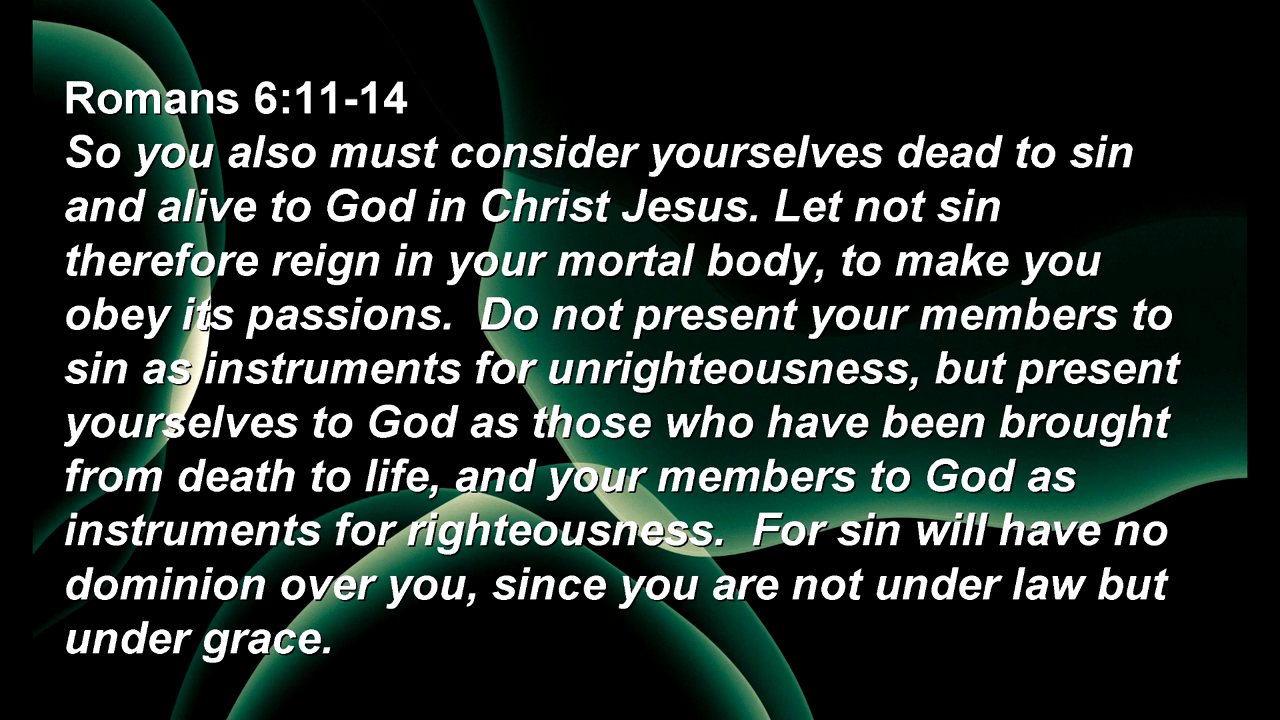 Romans 6:11-14
So you also must consider yourselves dead to sin
and alive to God in Christ Jesus. Let not sin
therefore reign in your mortal body, to make you
obey its passions.  Do not present your members to
sin as instruments for unrighteousness, but present
yourselves to God as those who have been brought
from death to life, and your members to God as
instruments for righteousness.  For sin will have no
dominion over you, since you are not under law but
under grace.